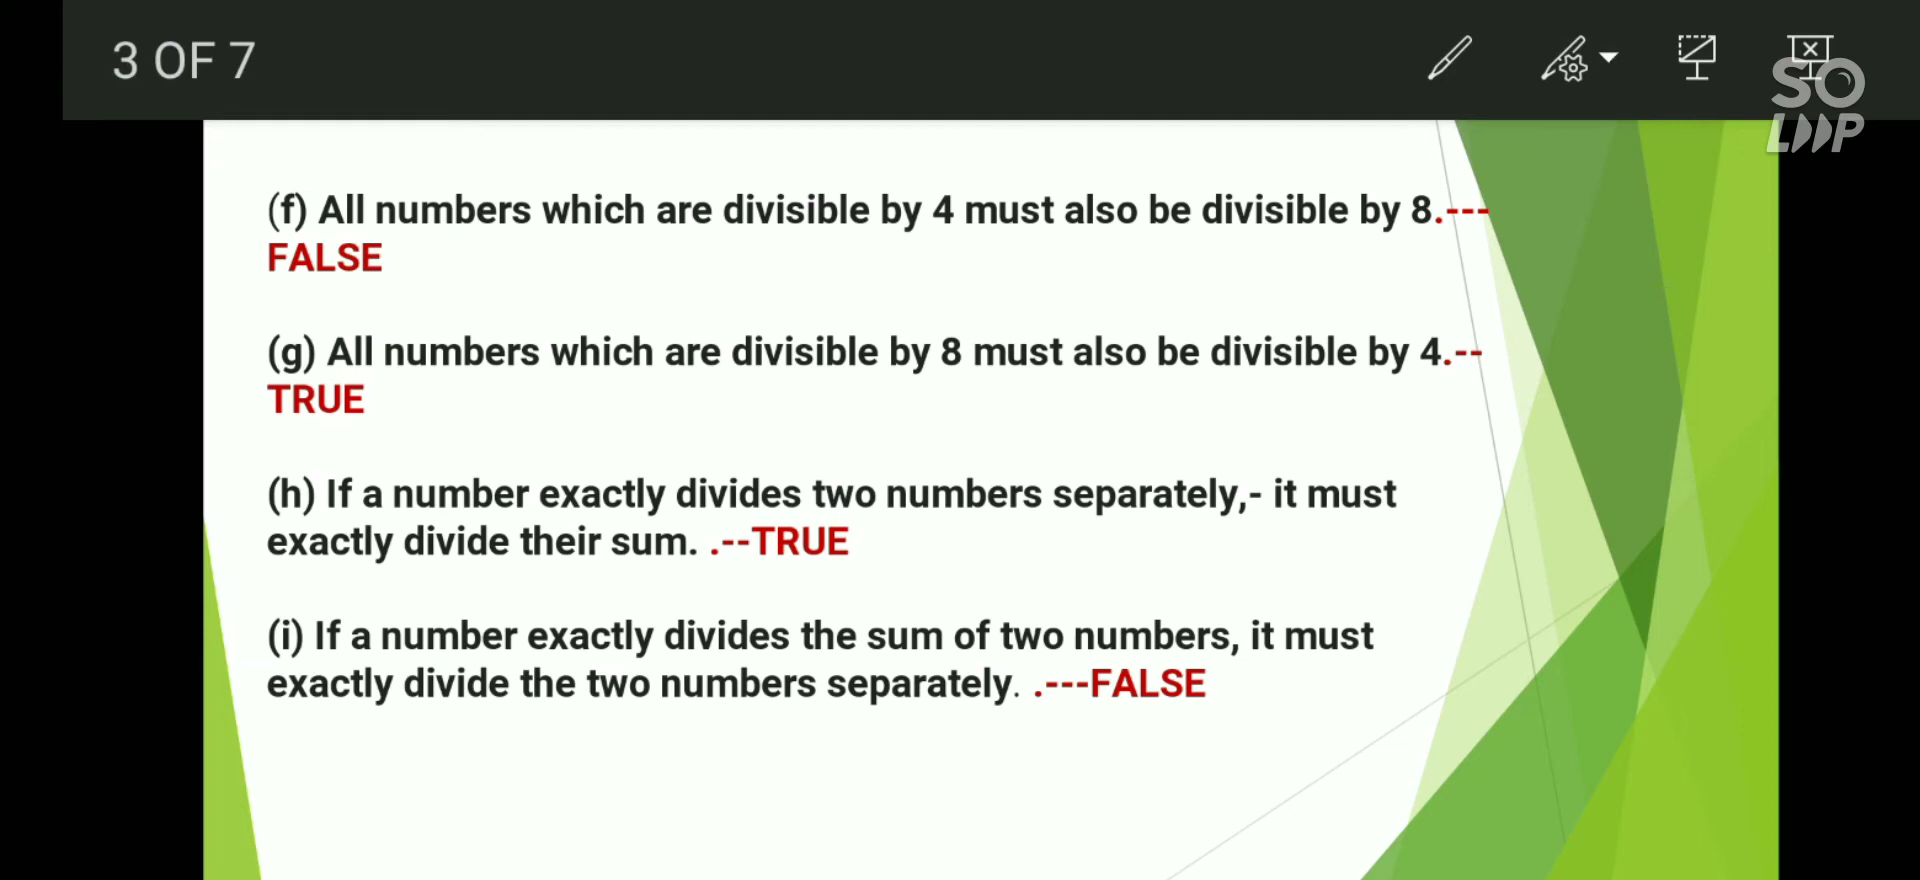 3 OF 7
SO
LOOP
(f) All numbers which are divisible by 4 must also be divisible by 8.---
FALSE
(g) All numbers which are divisible by 8 must also be divisible by 4.--
TRUE
(h) If a number exactly divides two numbers separately,- it must
exactly divide their sum. .--TRUE
(i) If a number exactly divides the sum of two numbers, it must
exactly divide the two numbers separately. .---FALSE